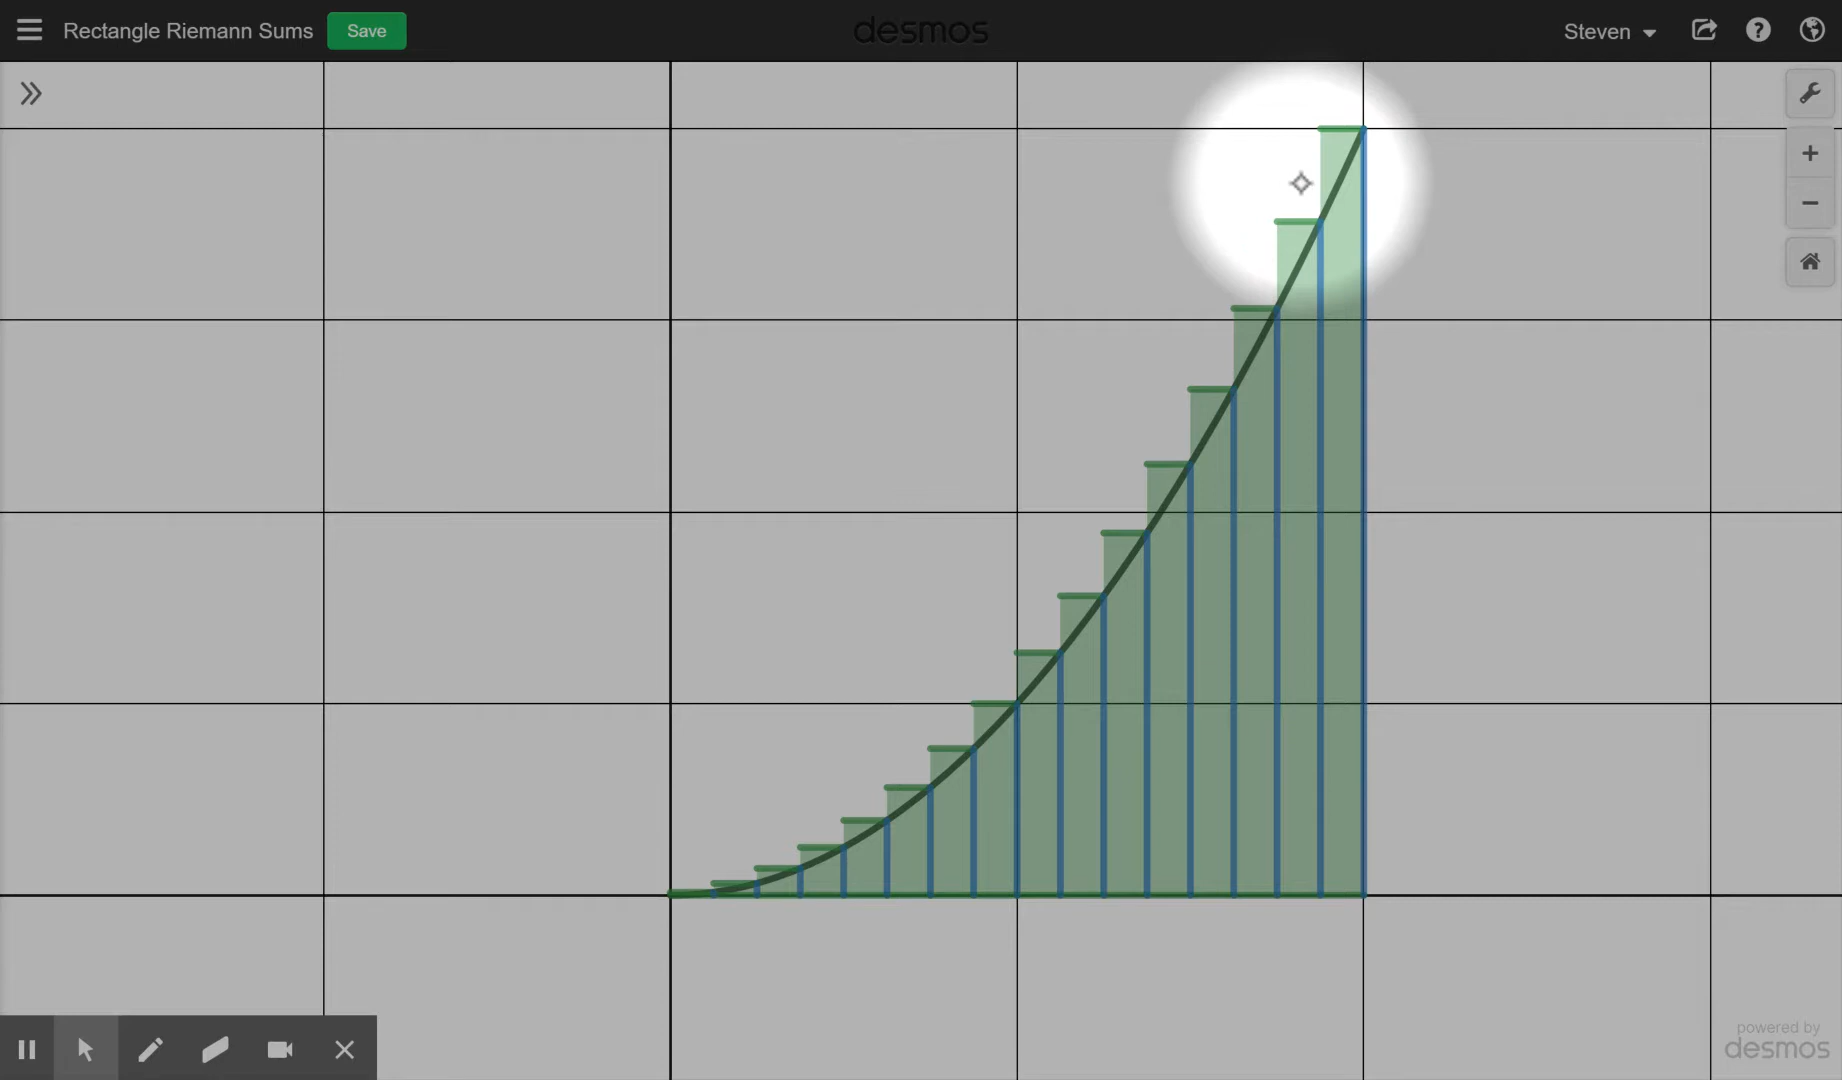 Rectangle Riemann Sums
Save
desmos
Steven
powered by
desmos